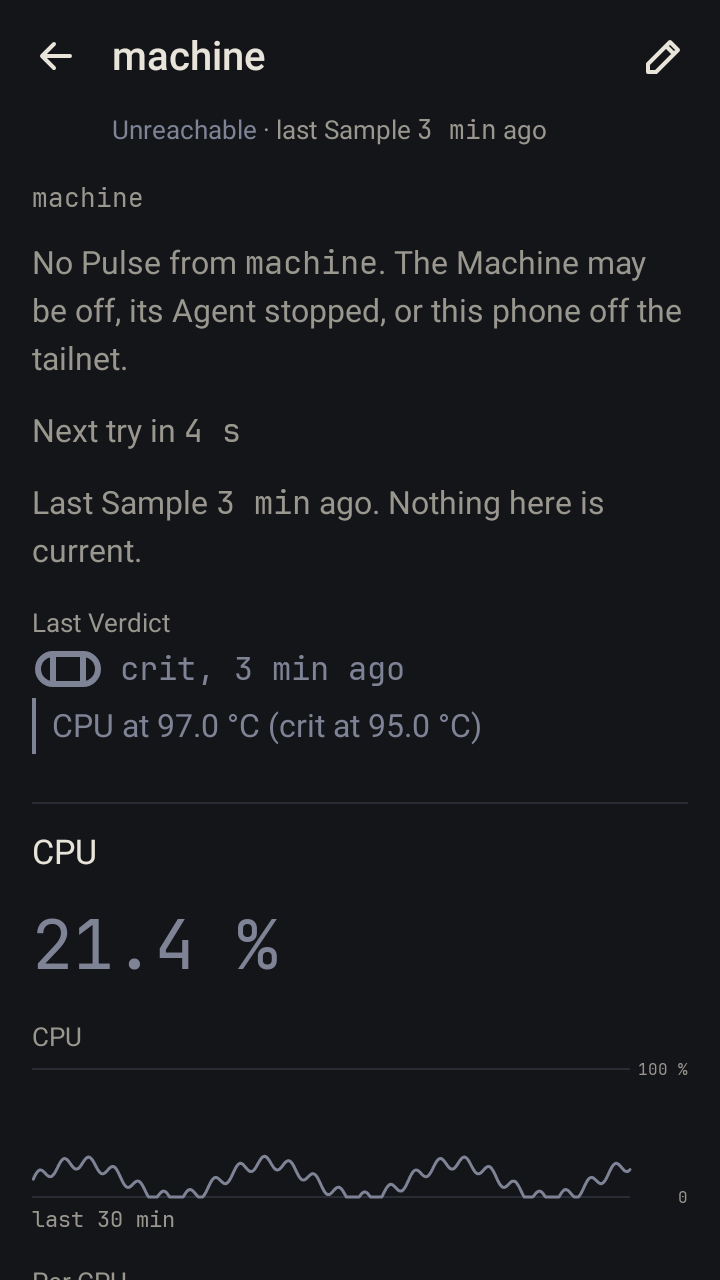 machine
Unreachable · last Sample 3 min ago
machine
No Pulse from machine. The Machine may
be off, its Agent stopped, or this phone off the
tailnet.
Next try in 4 s
Last Sample 3 min ago. Nothing here is
current.
Last Verdict
crit, 3 min ago
CPU at 97.0 °C (crit at 95.0 °C)
CPU
21.4 %
CPU
100 %
0
last 30 min
Per CPU